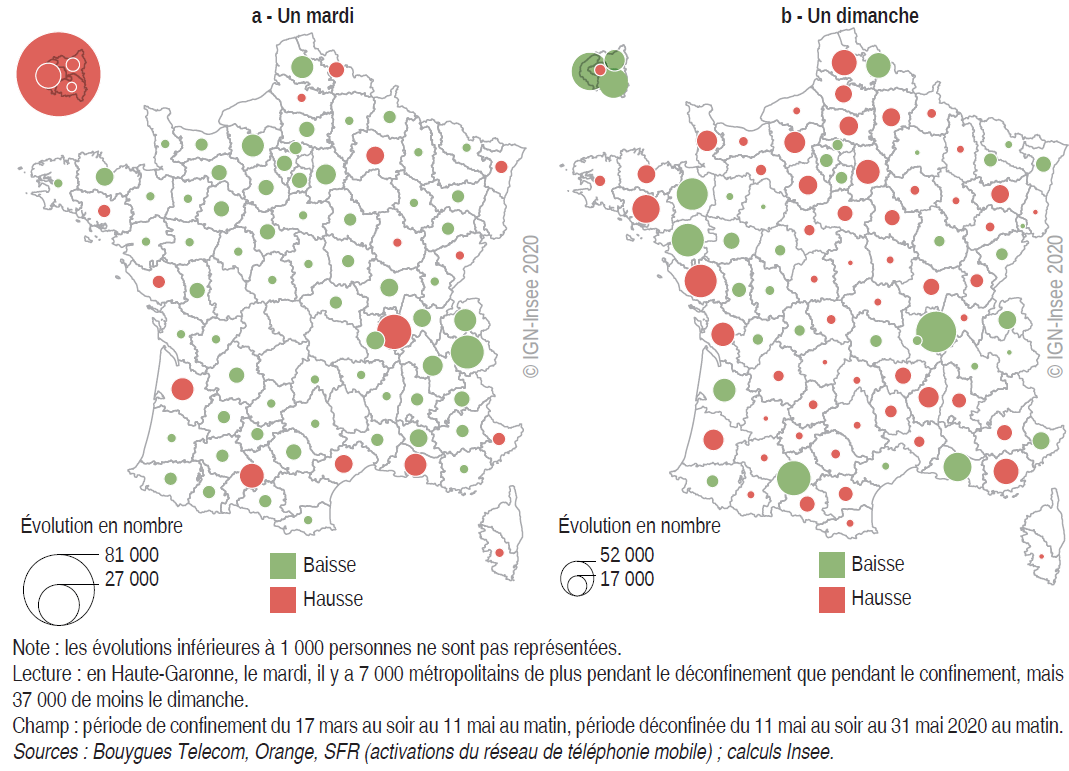 a - Un mardi
b - Un dimanche
© IGN-Insee 2020
© IGN-Insee 2020
Évolution en nombre
81 000
27 000
Baisse
Hausse
Évolution en nombre
52 000
17 000
Baisse
Hausse
Note : les évolutions inférieures à 1 000 personnes ne sont pas représentées.
Lecture : en Haute-Garonne, le mardi, il y a 7 000 métropolitains de plus pendant le déconfinement que pendant le confinement, mais
37 000 de moins le dimanche.
Champ : période de confinement du 17 mars au soir au 11 mai au matin, période déconfinée du 11 mai au soir au 31 mai 2020 au matin.
Sources : Bouygues Telecom, Orange, SFR (activations du réseau de téléphonie mobile) ; calculs Insee.